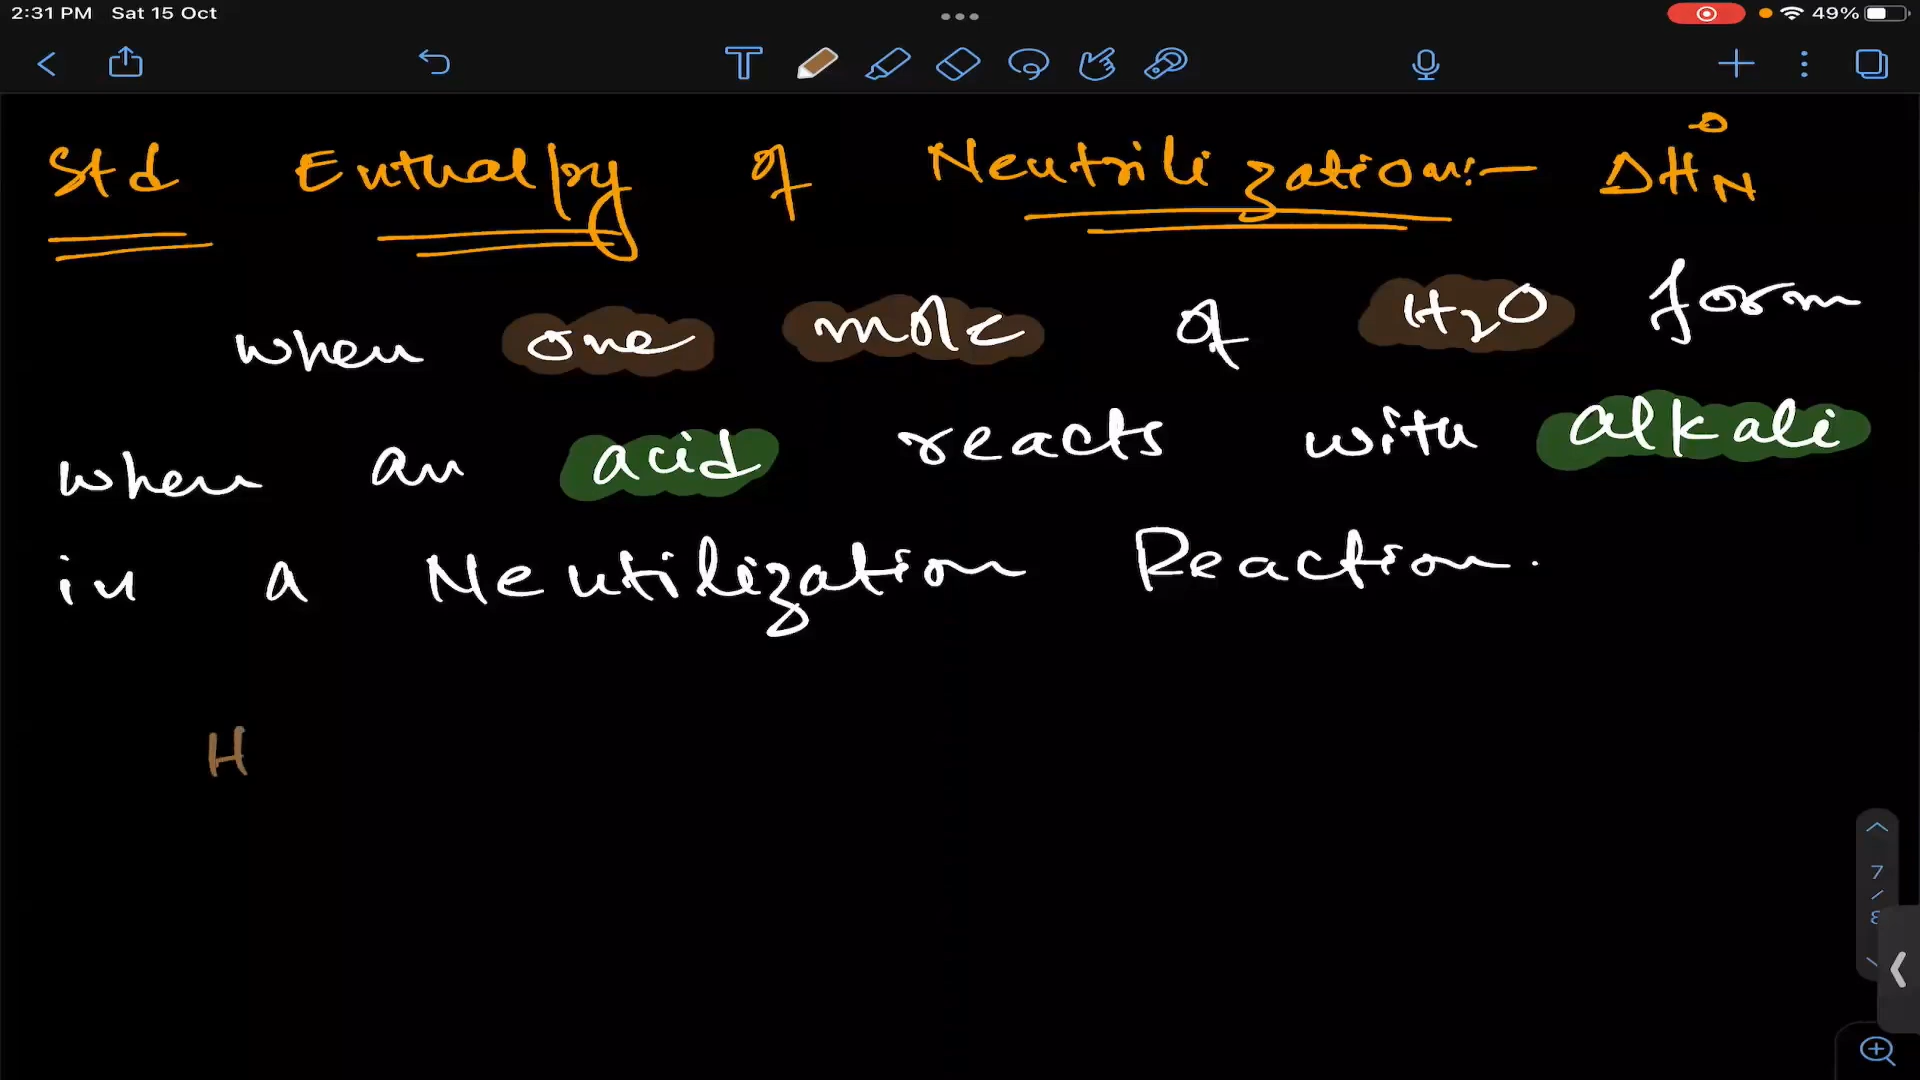 2:31 PM Sat 15 Oct
49%
T
Std Enthalpy of Neutrilization:- ΔH°N
when one mole of H2O form
when an acid reacts with alkali
in a Neutilization Reaction.
H
7
/
8